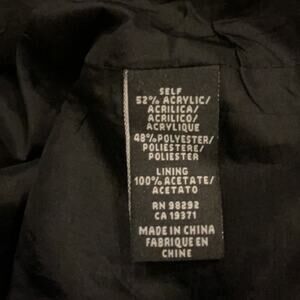 SELF
52% ACRYLIC/
ACRILICA/
ACRILICO/
ACRYLIQUE
48% POLYESTER/
POLIESTERE/
POLIESTER
LINING
100% ACETATE/
ACETATO
RN 98292
CA 19371
MADE IN CHINA
FABRIQUE EN
CHINE